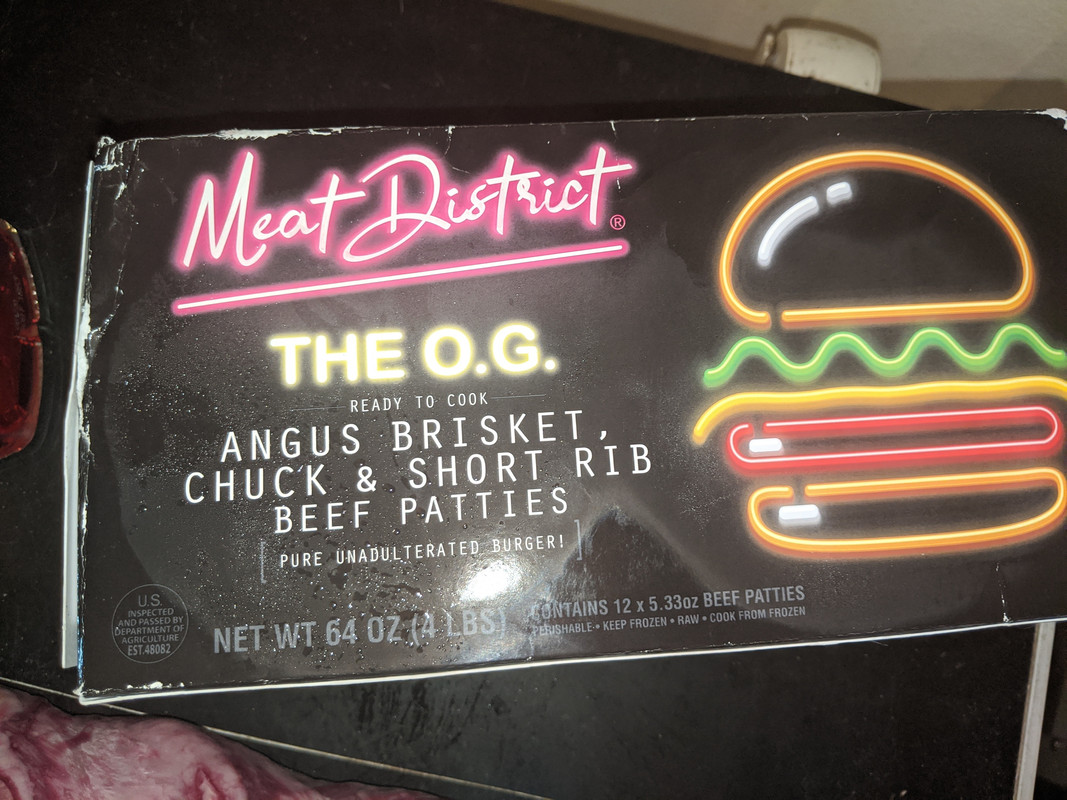 Meat District®
THE O.G.
READY TO COOK
ANGUS BRISKET,
CHUCK & SHORT RIB
BEEF PATTIES
[PURE UNADULTERATED BURGER!]
U.S.
INSPECTED
AND PASSED BY
DEPARTMENT OF
AGRICULTURE
EST.48082
NET WT 64 OZ (4 LBS)
CONTAINS 12 x 5.33oz BEEF PATTIES
PERISHABLE • KEEP FROZEN • RAW • COOK FROM FROZEN